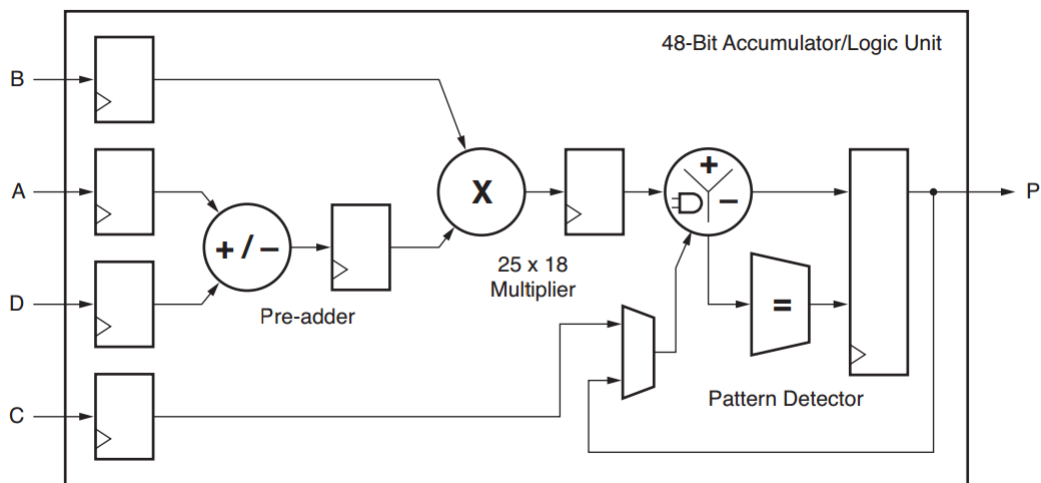 48-Bit Accumulator/Logic Unit
B
A
D
C
+ / −
Pre-adder
X
25 x 18
Multiplier
+
−
=
Pattern Detector
P